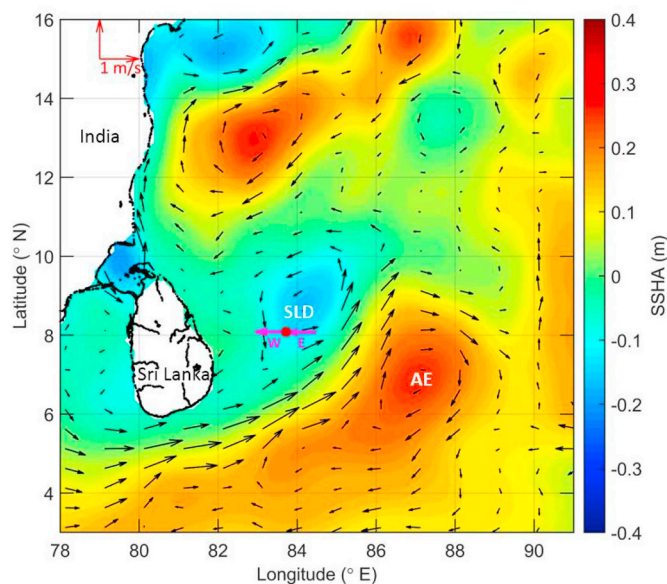 16
14
12
10
8
6
4
78
80
82
84
86
88
90
Latitude (° N)
Longitude (° E)
1 m/s
India
Sri Lanka
SLD
W E
AE
0.4
0.3
0.2
0.1
0
-0.1
-0.2
-0.3
-0.4
SSHA (m)